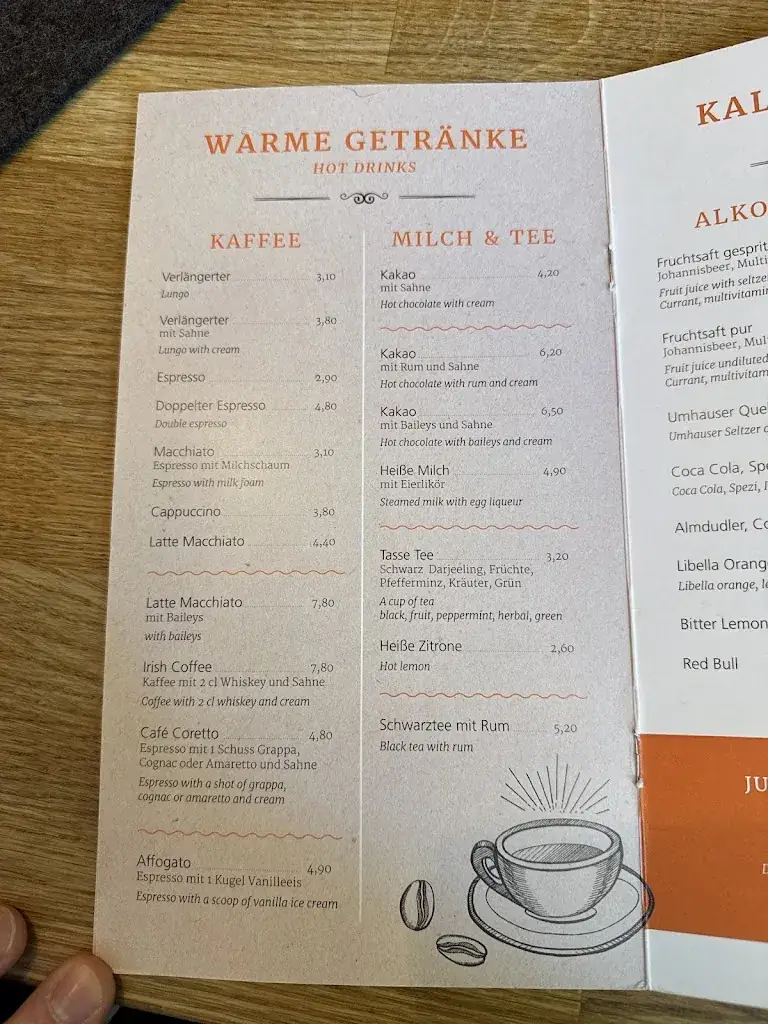 WARME GETRÄNKE
HOT DRINKS
KAFFEE
Verlängerter 3,10
Lungo
Verlängerter 3,80
mit Sahne
Lungo with cream
Espresso 2,90
Doppelter Espresso 4,80
Double espresso
Macchiato 3,10
Espresso mit Milchschaum
Espresso with milk foam
Cappuccino 3,80
Latte Macchiato 4,40
Latte Macchiato 7,80
mit Baileys
with baileys
Irish Coffee 7,80
Kaffee mit 2 cl Whiskey und Sahne
Coffee with 2 cl whiskey and cream
Café Coretto 4,80
Espresso mit 1 Schuss Grappa,
Cognac oder Amaretto und Sahne
Espresso with a shot of grappa,
cognac or amaretto and cream
Affogato 4,90
Espresso mit 1 Kugel Vanilleeis
Espresso with a scoop of vanilla ice cream
MILCH & TEE
Kakao 4,20
mit Sahne
Hot chocolate with cream
Kakao 6,20
mit Rum und Sahne
Hot chocolate with rum and cream
Kakao 6,50
mit Baileys und Sahne
Hot chocolate with baileys and cream
Heiße Milch 4,90
mit Eierlikör
Steamed milk with egg liqueur
Tasse Tee 3,20
Schwarz Darjeeling, Früchte,
Pfefferminz, Kräuter, Grün
A cup of tea
black, fruit, peppermint, herbal, green
Heiße Zitrone 2,60
Hot lemon
Schwarztee mit Rum 5,20
Black tea with rum
KAL
ALKO
Fruchtsaft gesprit
Johannisbeer, Multi
Fruit juice with seltze
Currant, multivitamin
Fruchtsaft pur
Johannisbeer, Mul
Fruit juice undiluted
Currant, multivitam
Umhauser Quel
Umhauser Seltzer o
Coca Cola, Spe
Coca Cola, Spezi,
Almdudler, Co
Libella Orang
Libella orange, le
Bitter Lemon
Red Bull
JU